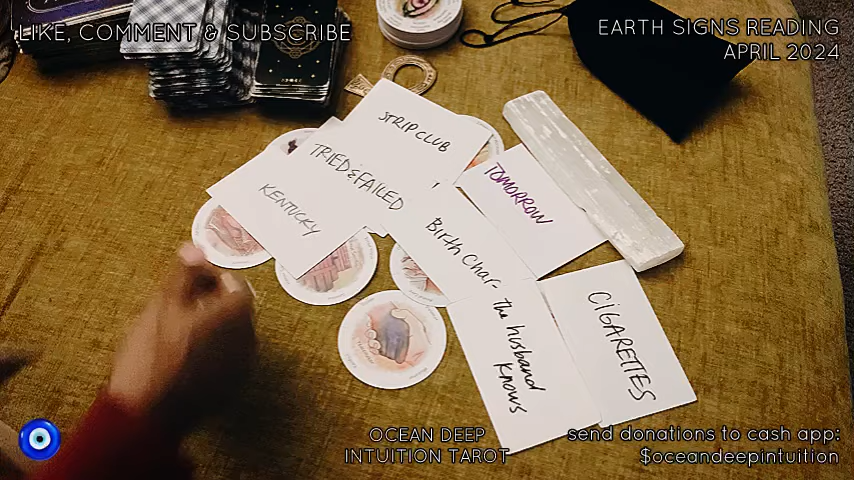 LIKE, COMMENT & SUBSCRIBE
EARTH SIGNS READING
APRIL 2024
STRIP CLUB
TRIED & FAILED
KENTUCKY
TOMORROW
Birth Char-
the husband
knows
CIGARETTES
OCEAN DEEP
INTUITION TAROT
send donations to cash app:
$oceandeepintuition